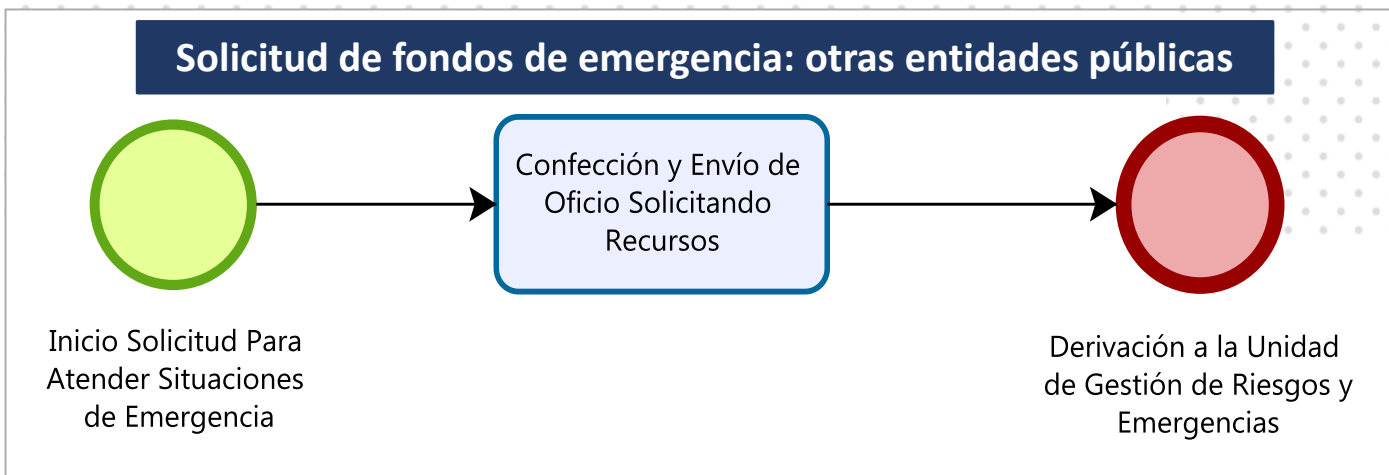 Solicitud de fondos de emergencia: otras entidades públicas
Confección y Envío de
Oficio Solicitando
Recursos
Inicio Solicitud Para
Atender Situaciones
de Emergencia
Derivación a la Unidad
de Gestión de Riesgos y
Emergencias